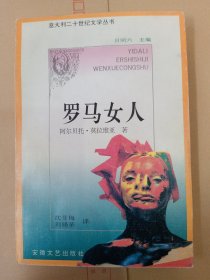 意大利二十世纪文学丛书
吕同六 主编
YIDALI
ERSHISHIJI
WENXUECONGSHU
罗马女人
阿尔贝托·莫拉维亚 著
沈萼梅
刘锡荣
译
安徽文艺出版社